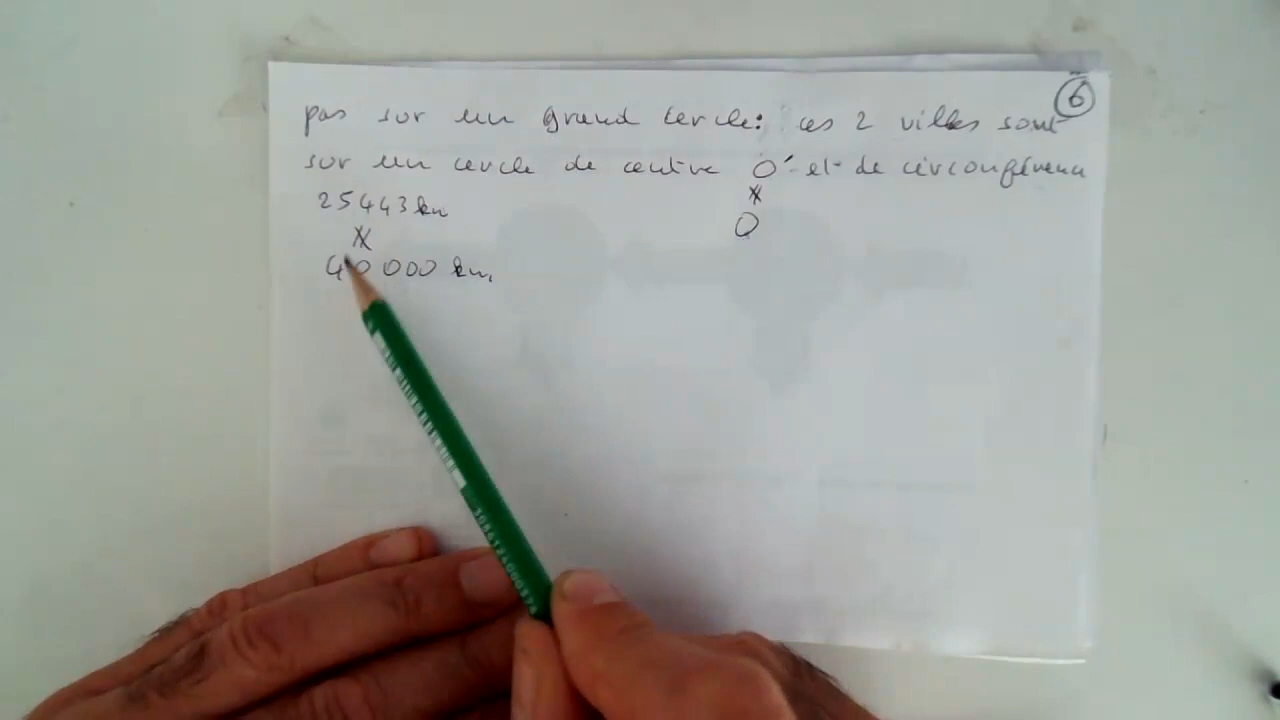 6
pas sur un grand cercle: ces 2 villes sont
sur un cercle de centre O' et de circonférence
25443 km
O
40 000 km.